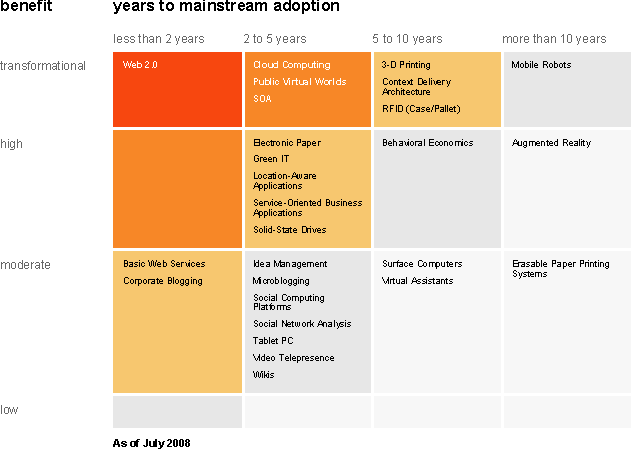 benefit years to mainstream adoption
less than 2 years 2 to 5 years 5 to 10 years more than 10 years
transformational
Web 2.0
Cloud Computing
Public Virtual Worlds
SOA
3-D Printing
Context Delivery
Architecture
RFID (Case/Pallet)
Mobile Robots
high
Electronic Paper
Green IT
Location-Aware
Applications
Service-Oriented Business
Applications
Solid-State Drives
Behavioral Economics
Augmented Reality
moderate
Basic Web Services
Corporate Blogging
Idea Management
Microblogging
Social Computing
Platforms
Social Network Analysis
Tablet PC
Video Telepresence
Wikis
Surface Computers
Virtual Assistants
Erasable Paper Printing
Systems
low
As of July 2008